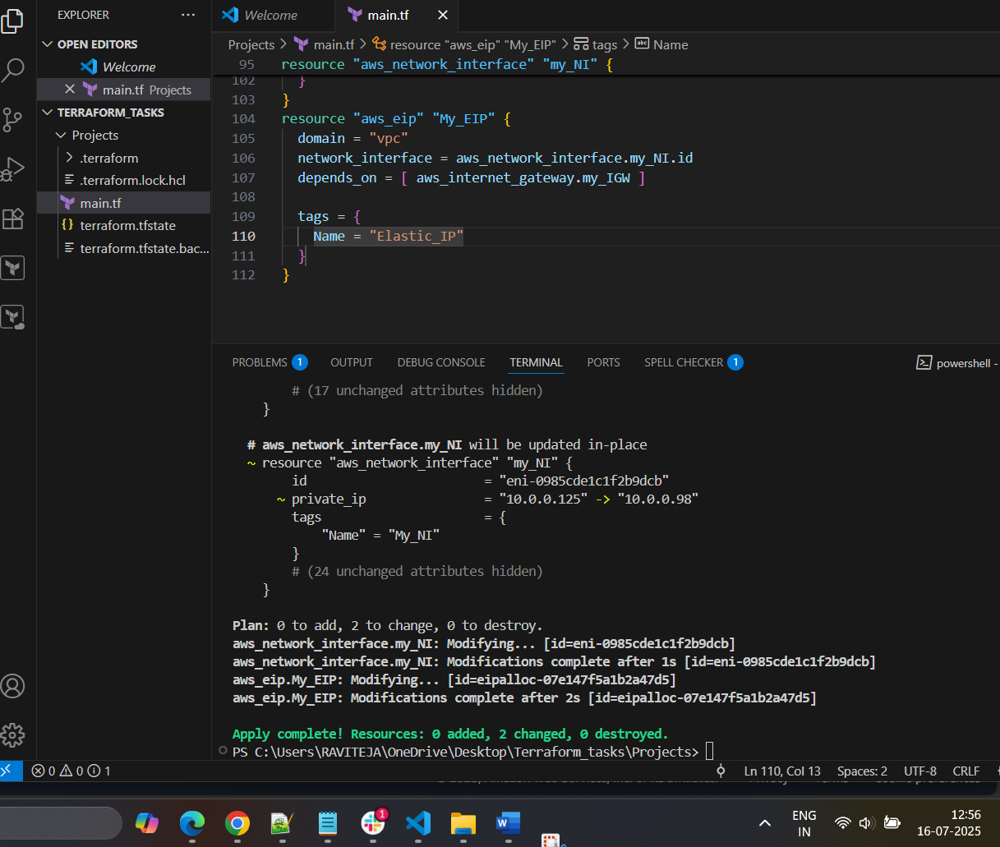 EXPLORER
···
Welcome
main.tf
OPEN EDITORS
Welcome
main.tf Projects
TERRAFORM_TASKS
Projects
.terraform
.terraform.lock.hcl
main.tf
{} terraform.tfstate
terraform.tfstate.bac...
Projects > main.tf > resource "aws_eip" "My_EIP" > tags > abc Name
95 resource "aws_network_interface" "my_NI" {
102 }
103 }
104 resource "aws_eip" "My_EIP" {
105 domain = "vpc"
106 network_interface = aws_network_interface.my_NI.id
107 depends_on = [ aws_internet_gateway.my_IGW ]
108
109 tags = {
110 Name = "Elastic_IP"
111 }
112 }
PROBLEMS 1 OUTPUT DEBUG CONSOLE TERMINAL PORTS SPELL CHECKER 1 powershell -
# (17 unchanged attributes hidden)
}
# aws_network_interface.my_NI will be updated in-place
~ resource "aws_network_interface" "my_NI" {
id = "eni-0985cde1c1f2b9dcb"
~ private_ip = "10.0.0.125" -> "10.0.0.98"
tags = {
"Name" = "My_NI"
}
# (24 unchanged attributes hidden)
}
Plan: 0 to add, 2 to change, 0 to destroy.
aws_network_interface.my_NI: Modifying... [id=eni-0985cde1c1f2b9dcb]
aws_network_interface.my_NI: Modifications complete after 1s [id=eni-0985cde1c1f2b9dcb]
aws_eip.My_EIP: Modifying... [id=eipalloc-07e147f5a1b2a47d5]
aws_eip.My_EIP: Modifications complete after 2s [id=eipalloc-07e147f5a1b2a47d5]
Apply complete! Resources: 0 added, 2 changed, 0 destroyed.
PS C:\Users\RAVITEJA\OneDrive\Desktop\Terraform_tasks\Projects>
0 0 1 Ln 110, Col 13 Spaces: 2 UTF-8 CRLF
1
W
ENG
IN
12:56
16-07-2025